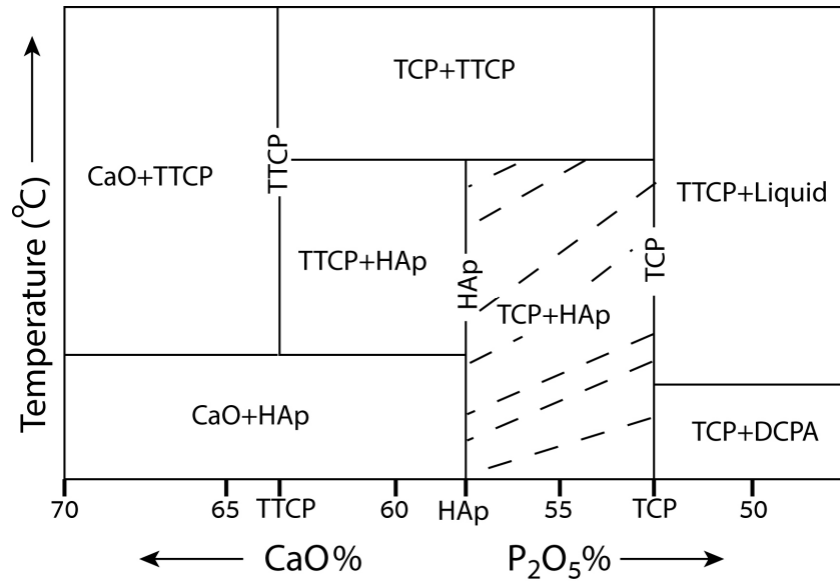 TCP+TTCP
CaO+TTCP
TTCP
TTCP+Liquid
TTCP+HAp
HAp
TCP
TCP+HAp
CaO+HAp
TCP+DCPA
Temperature (°C)
70 65 TTCP 60 HAp 55 TCP 50
CaO% P₂O₅%